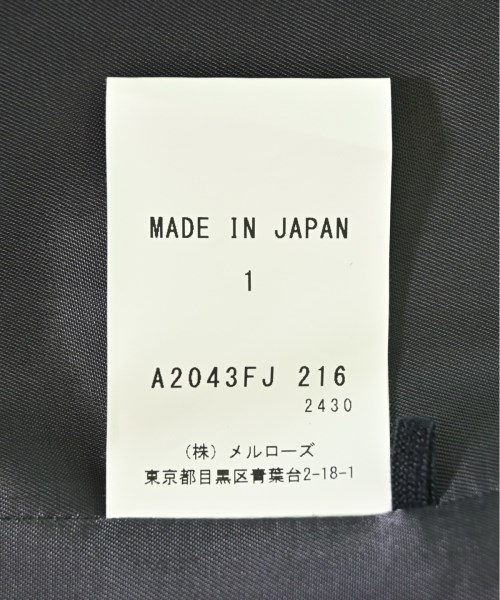 MADE IN JAPAN
1
A2043FJ 216
2430
(株) メルローズ
東京都目黒区青葉台2-18-1